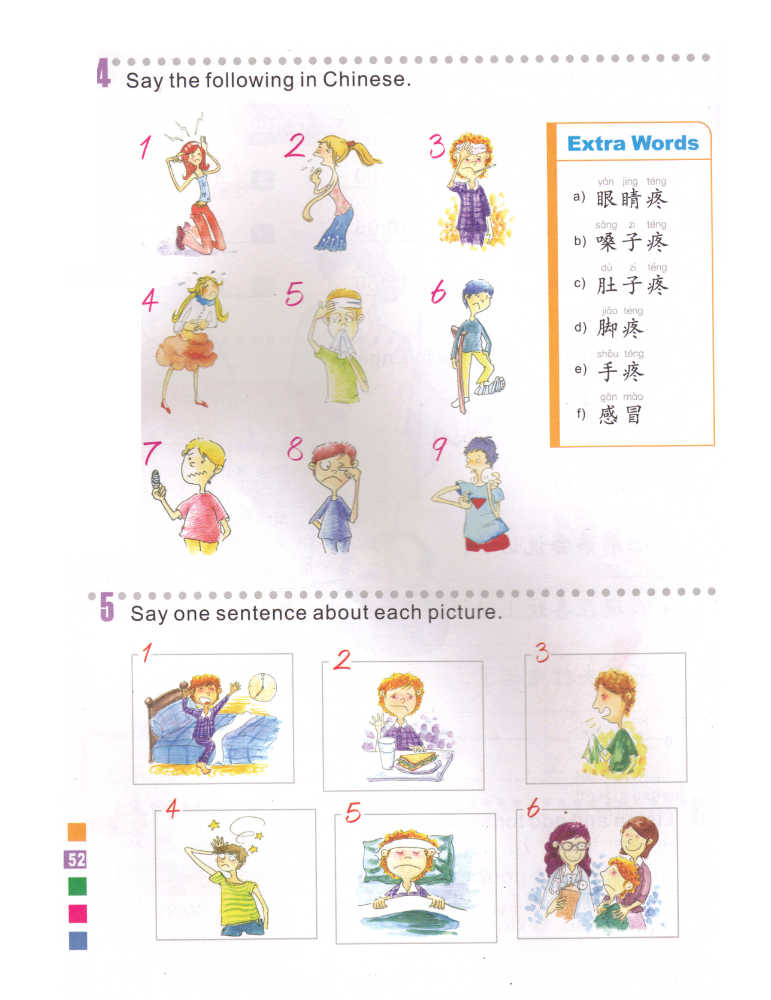 4 Say the following in Chinese.
1
2
3
4
5
6
7
8
9
Extra Words
yǎn jing téng
a) 眼睛疼
sǎng zi téng
b) 嗓子疼
dù zi téng
c) 肚子疼
jiǎo téng
d) 脚疼
shǒu téng
e) 手疼
gǎn mào
f) 感冒
5 Say one sentence about each picture.
1
2
3
4
5
6
52